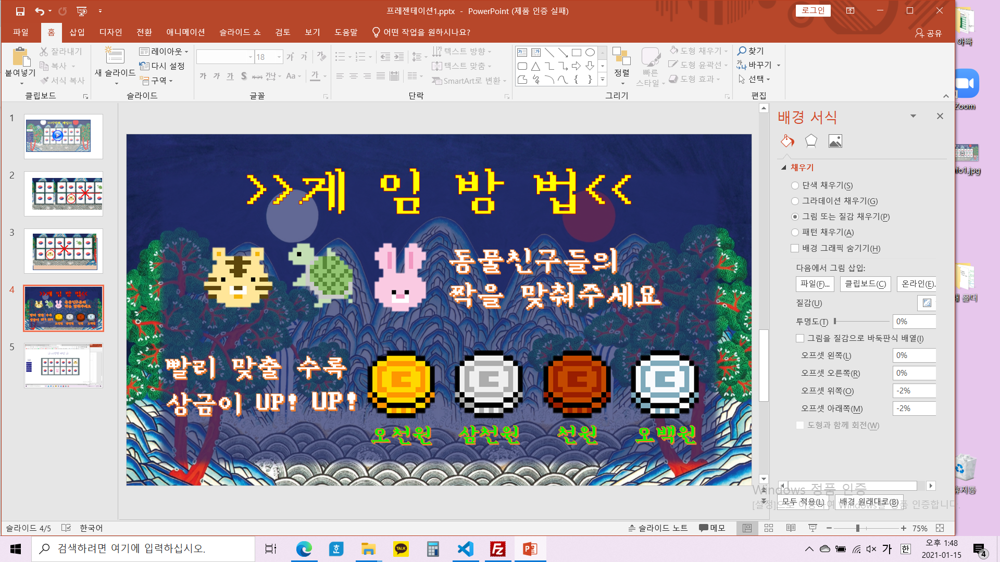 프레젠테이션1.pptx - PowerPoint (제품 인증 실패)
로그인
파일 홈 삽입 디자인 전환 애니메이션 슬라이드 쇼 검토 보기 도움말 어떤 작업을 원하시나요? 공유
붙여넣기
잘라내기
복사
서식 복사
클립보드
새 슬라이드
레이아웃
다시 설정
구역
슬라이드
18
가 가 가 S 가나다 간낙 Aa 가
글꼴
텍스트 방향
텍스트 맞춤
SmartArt로 변환
단락
정렬
빠른 스타일
도형 채우기
도형 윤곽선
도형 효과
그리기
찾기
바꾸기
선택
편집
1
2
3
4
5
>>게 임 방 법<<
동물친구들의
짝을 맞춰주세요
빨리 맞출 수록
상금이 UP! UP!
오천원 삼천원 천원 오백원
배경 서식
채우기
단색 채우기(S)
그라데이션 채우기(G)
그림 또는 질감 채우기(P)
패턴 채우기(A)
배경 그래픽 숨기기(H)
다음에서 그림 삽입:
파일(F)... 클립보드(C) 온라인(E).
질감(U)
투명도(T) 0%
그림을 질감으로 바둑판식 배열(I)
오프셋 왼쪽(L) 0%
오프셋 오른쪽(R) 0%
오프셋 위쪽(O) -2%
오프셋 아래쪽(M) -2%
도형과 함께 회전(W)
모두 적용(L) 배경 원래대로(B)
Windows 정품 인증
[설정]으로 이동하여 Windows를 정품 인증합니다.
아빠
Zoom
fo1.jpg
새 폴더
휴지통
슬라이드 4/5 한국어 슬라이드 노트 메모 75%
검색하려면 여기에 입력하십시오.
TALK
가 한
오후 1:48
2021-01-15
4